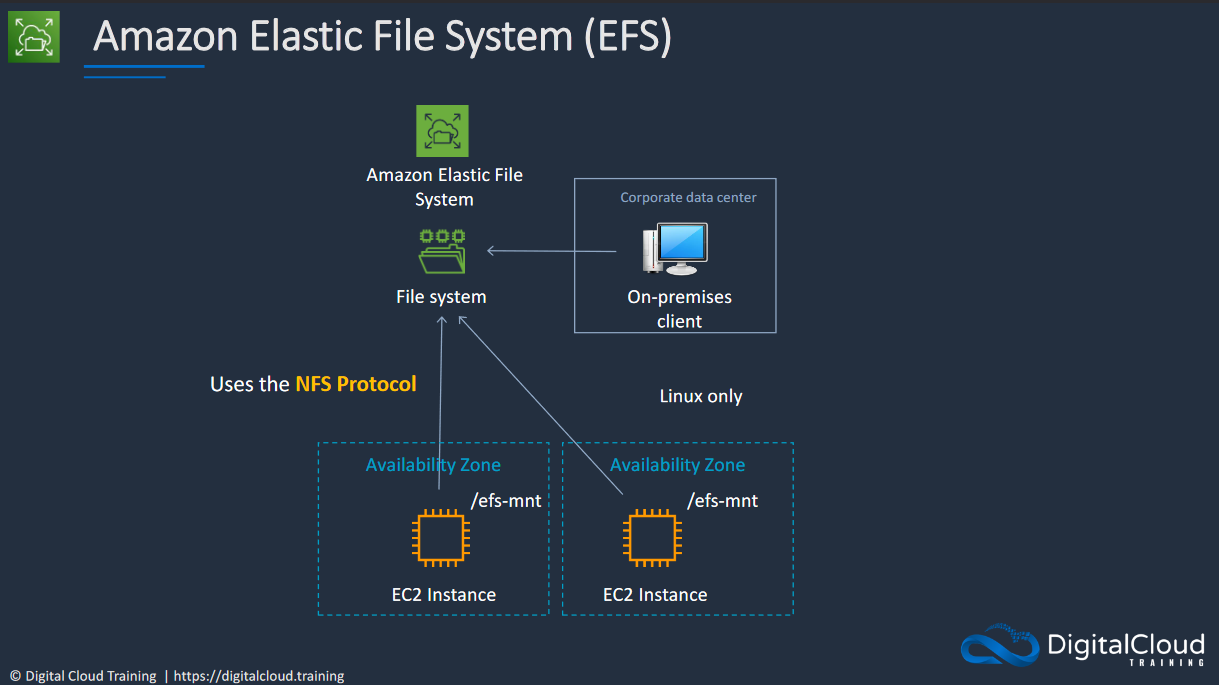 Amazon Elastic File System (EFS)
Amazon Elastic File
System
Corporate data center
File system
On-premises
client
Uses the NFS Protocol
Linux only
Availability Zone
Availability Zone
/efs-mnt
/efs-mnt
EC2 Instance
EC2 Instance
DigitalCloud
TRAINING
© Digital Cloud Training | https://digitalcloud.training